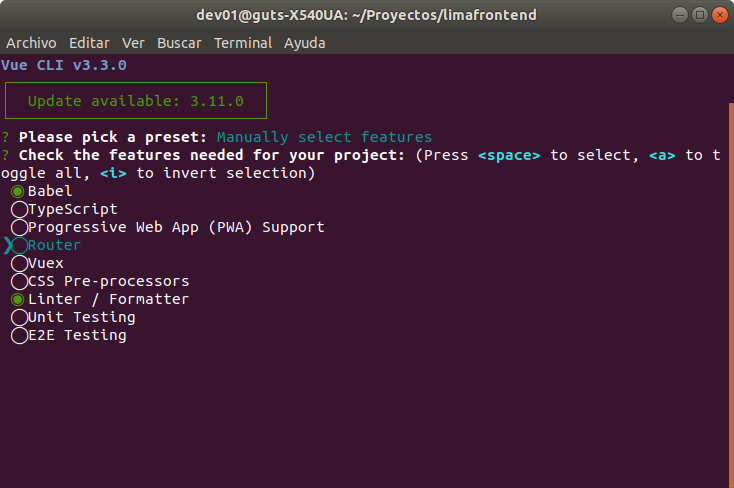 dev01@guts-X540UA: ~/Proyectos/limafrontend
Archivo Editar Ver Buscar Terminal Ayuda
Vue CLI v3.3.0
Update available: 3.11.0
? Please pick a preset: Manually select features
? Check the features needed for your project: (Press <space> to select, <a> to t
oggle all, <i> to invert selection)
◉ Babel
◯TypeScript
◯Progressive Web App (PWA) Support
❯◯Router
◯Vuex
◯CSS Pre-processors
◉ Linter / Formatter
◯Unit Testing
◯E2E Testing